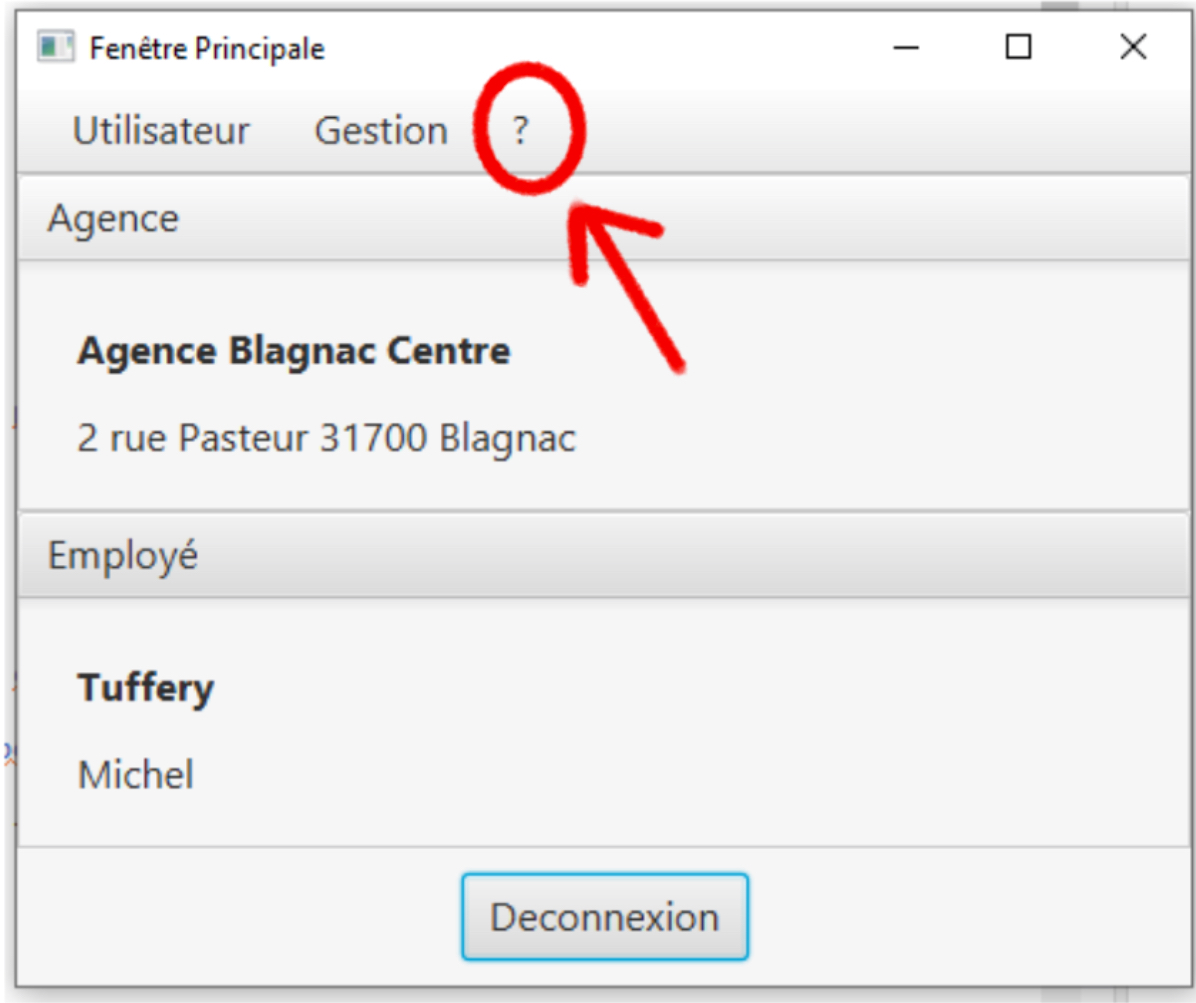 Fenêtre Principale
Utilisateur Gestion ?
Agence
Agence Blagnac Centre
2 rue Pasteur 31700 Blagnac
Employé
Tuffery
Michel
Deconnexion